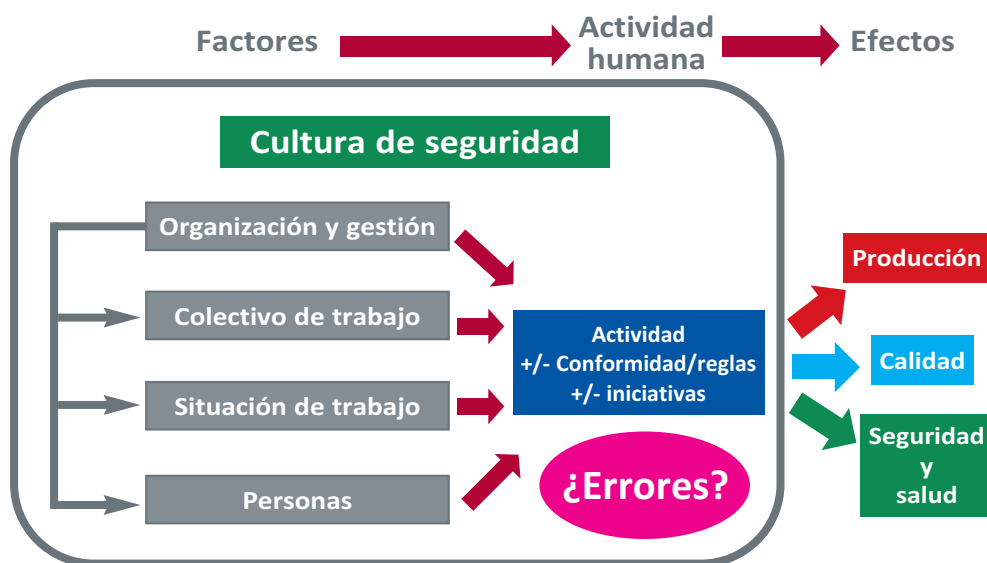 Factores
Actividad
humana
Efectos
Cultura de seguridad
Organización y gestión
Colectivo de trabajo
Situación de trabajo
Personas
Actividad
+/- Conformidad/reglas
+/- iniciativas
¿Errores?
Producción
Calidad
Seguridad
y
salud